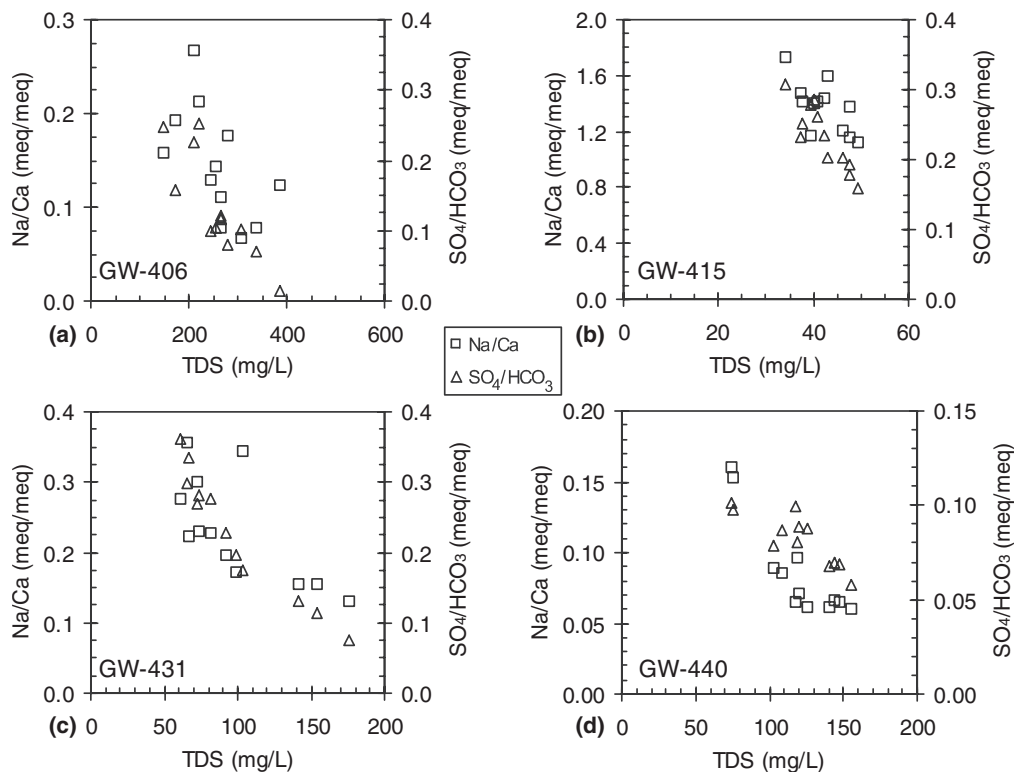 0.3
0.2
0.1
0.0
Na/Ca (meq/meq)
0.4
0.3
0.2
0.1
0.0
SO4/HCO3 (meq/meq)
GW-406
(a)
0 200 400 600
TDS (mg/L)
2.0
1.6
1.2
0.8
0.4
0.0
Na/Ca (meq/meq)
0.4
0.3
0.2
0.1
0.0
SO4/HCO3 (meq/meq)
GW-415
(b)
0 20 40 60
TDS (mg/L)
Na/Ca
SO4/HCO3
0.4
0.3
0.2
0.1
0.0
Na/Ca (meq/meq)
0.4
0.3
0.2
0.1
0.0
SO4/HCO3 (meq/meq)
GW-431
(c)
0 50 100 150 200
TDS (mg/L)
0.20
0.15
0.10
0.05
0.00
Na/Ca (meq/meq)
0.15
0.10
0.05
0.00
SO4/HCO3 (meq/meq)
GW-440
(d)
0 50 100 150 200
TDS (mg/L)